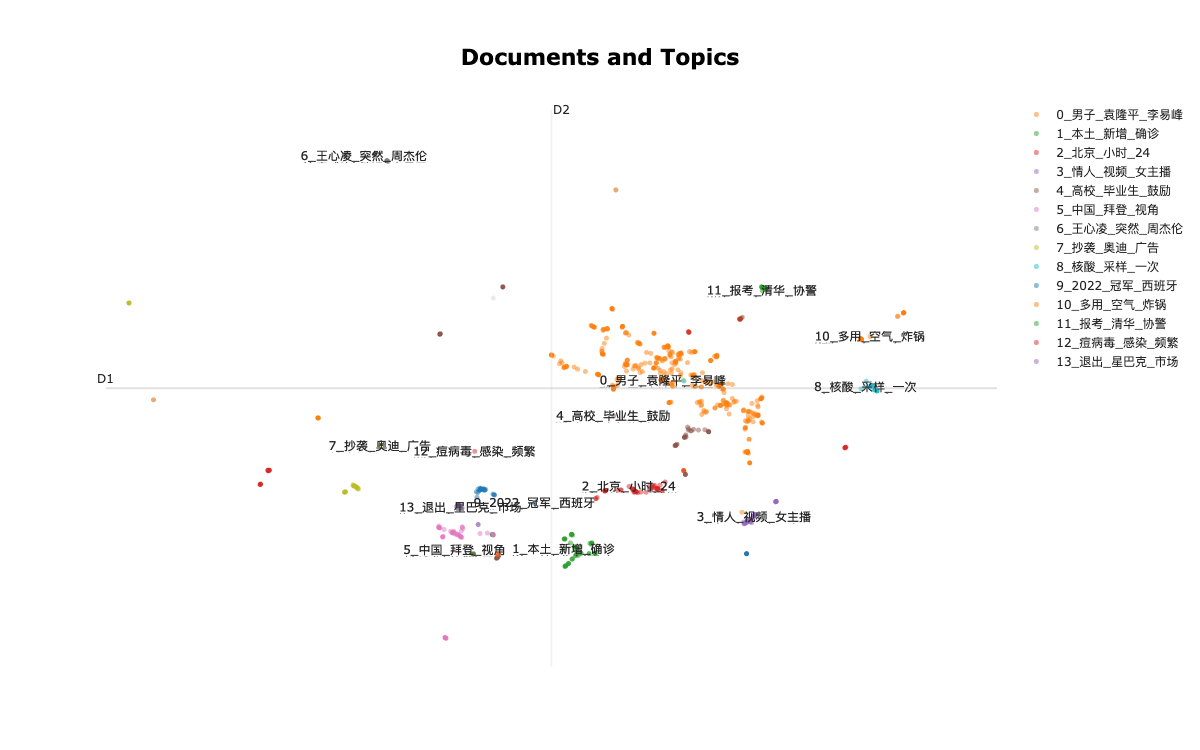 Documents and Topics
D2
6_王心凌_突然_周杰伦
11_报考_清华_协警
10_多用_空气_炸锅
D1
0_男子_袁隆平_李易峰
8_核酸_采样_一次
4_高校_毕业生_鼓励
7_抄袭_奥迪_广告
12_痘病毒_感染_频繁
2_北京_小时_24
9_2022_冠军_西班牙
13_退出_星巴克_市场
3_情人_视频_女主播
5_中国_拜登_视角
1_本土_新增_确诊
0_男子_袁隆平_李易峰
1_本土_新增_确诊
2_北京_小时_24
3_情人_视频_女主播
4_高校_毕业生_鼓励
5_中国_拜登_视角
6_王心凌_突然_周杰伦
7_抄袭_奥迪_广告
8_核酸_采样_一次
9_2022_冠军_西班牙
10_多用_空气_炸锅
11_报考_清华_协警
12_痘病毒_感染_频繁
13_退出_星巴克_市场